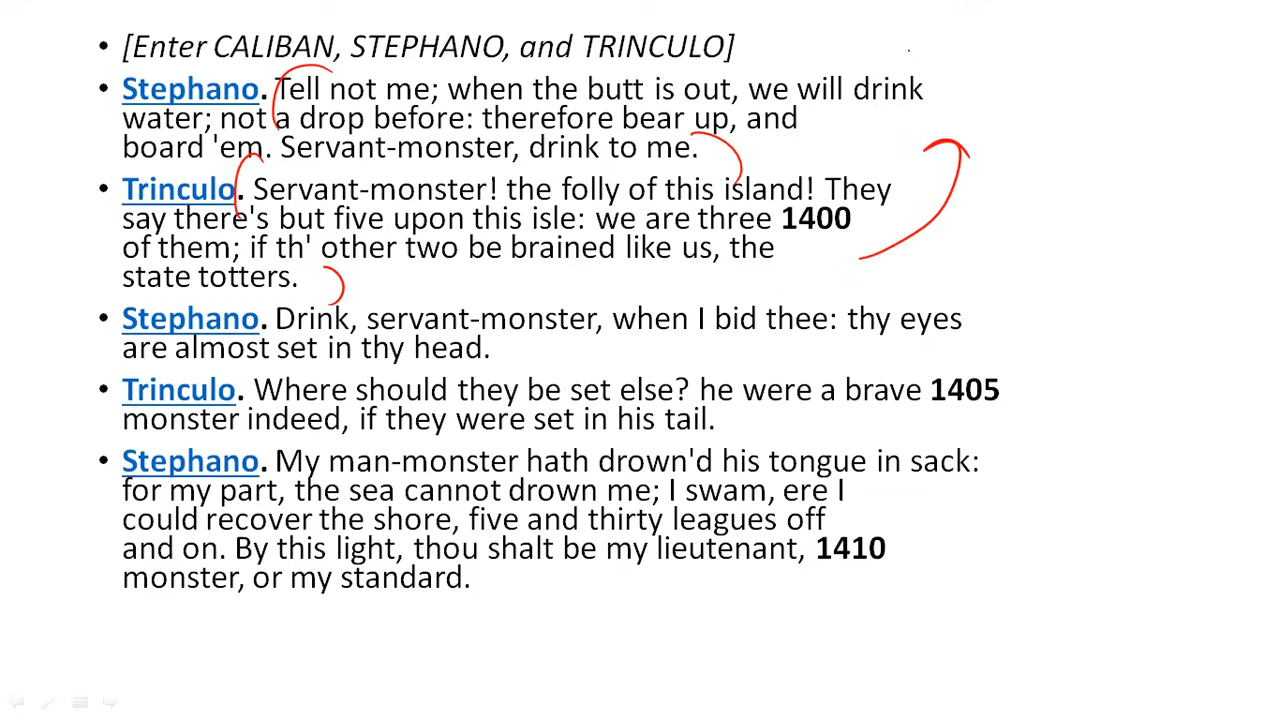 • [Enter CALIBAN, STEPHANO, and TRINCULO]
• Stephano. Tell not me; when the butt is out, we will drink
water; not a drop before: therefore bear up, and
board 'em. Servant-monster, drink to me.
• Trinculo. Servant-monster! the folly of this island! They
say there's but five upon this isle: we are three 1400
of them; if th' other two be brained like us, the
state totters.
• Stephano. Drink, servant-monster, when I bid thee: thy eyes
are almost set in thy head.
• Trinculo. Where should they be set else? he were a brave 1405
monster indeed, if they were set in his tail.
• Stephano. My man-monster hath drown'd his tongue in sack:
for my part, the sea cannot drown me; I swam, ere I
could recover the shore, five and thirty leagues off
and on. By this light, thou shalt be my lieutenant, 1410
monster, or my standard.